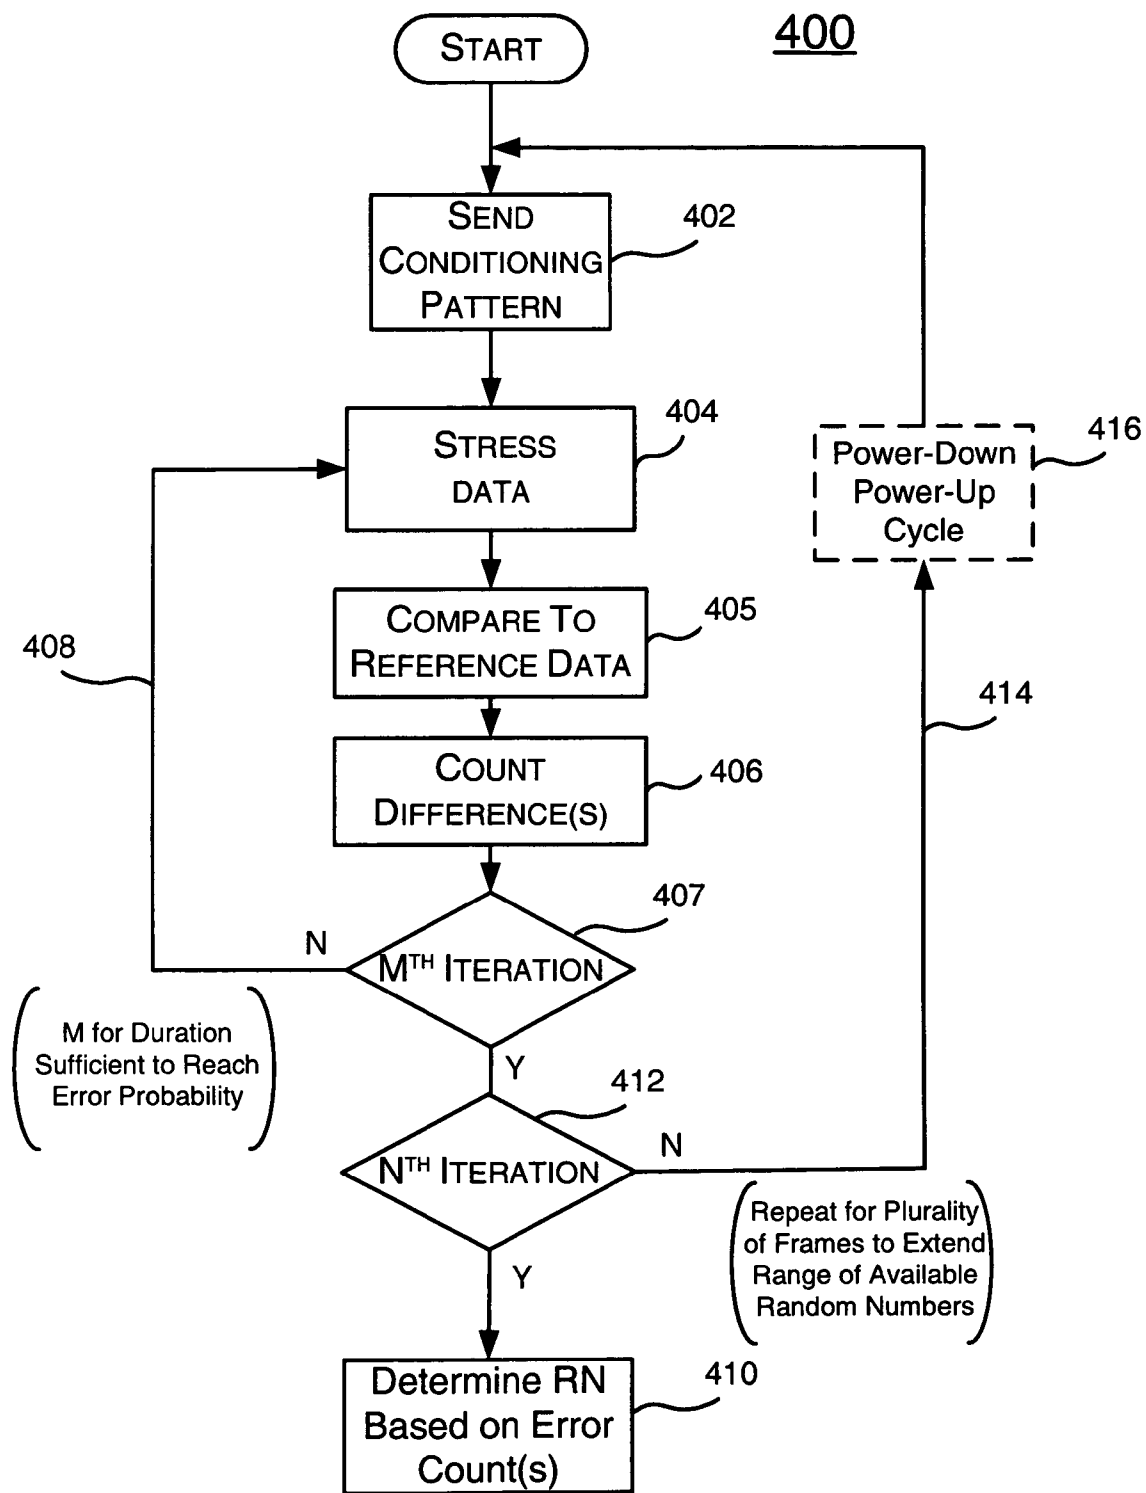 START
400
SEND
CONDITIONING
PATTERN
402
STRESS
DATA
404
Power-Down
Power-Up
Cycle
416
COMPARE TO
REFERENCE DATA
405
408
414
COUNT
DIFFERENCE(S)
406
407
N
MTH ITERATION
M for Duration
Sufficient to Reach
Error Probability
Y
412
NTH ITERATION
N
Repeat for Plurality
of Frames to Extend
Range of Available
Random Numbers
Y
Determine RN
Based on Error
Count(s)
410